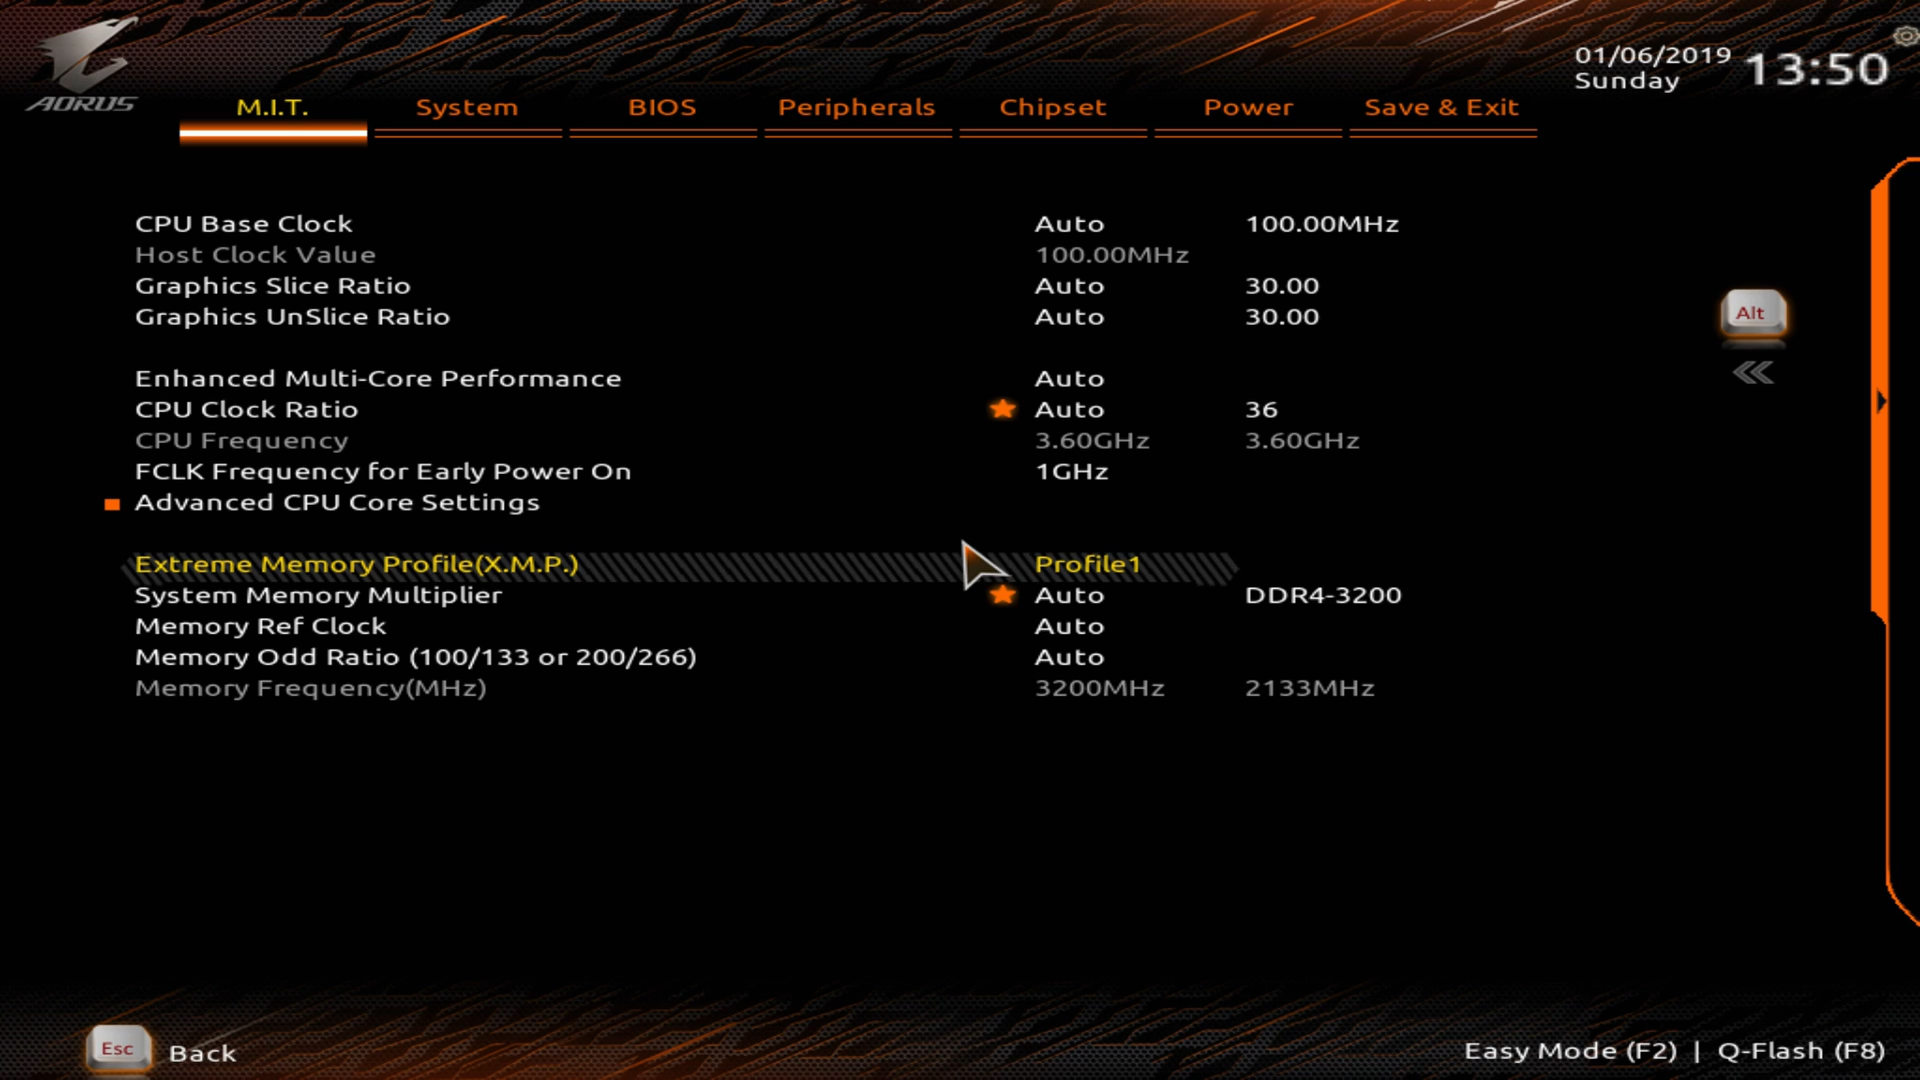 AORUS
01/06/2019 13:50
Sunday
M.I.T. System BIOS Peripherals Chipset Power Save & Exit
CPU Base Clock Auto 100.00MHz
Host Clock Value 100.00MHz
Graphics Slice Ratio Auto 30.00
Graphics UnSlice Ratio Auto 30.00
Alt
Enhanced Multi-Core Performance Auto
CPU Clock Ratio Auto 36
CPU Frequency 3.60GHz 3.60GHz
FCLK Frequency for Early Power On 1GHz
Advanced CPU Core Settings
Extreme Memory Profile(X.M.P.) Profile1
System Memory Multiplier Auto DDR4-3200
Memory Ref Clock Auto
Memory Odd Ratio (100/133 or 200/266) Auto
Memory Frequency(MHz) 3200MHz 2133MHz
Esc Back Easy Mode (F2) | Q-Flash (F8)